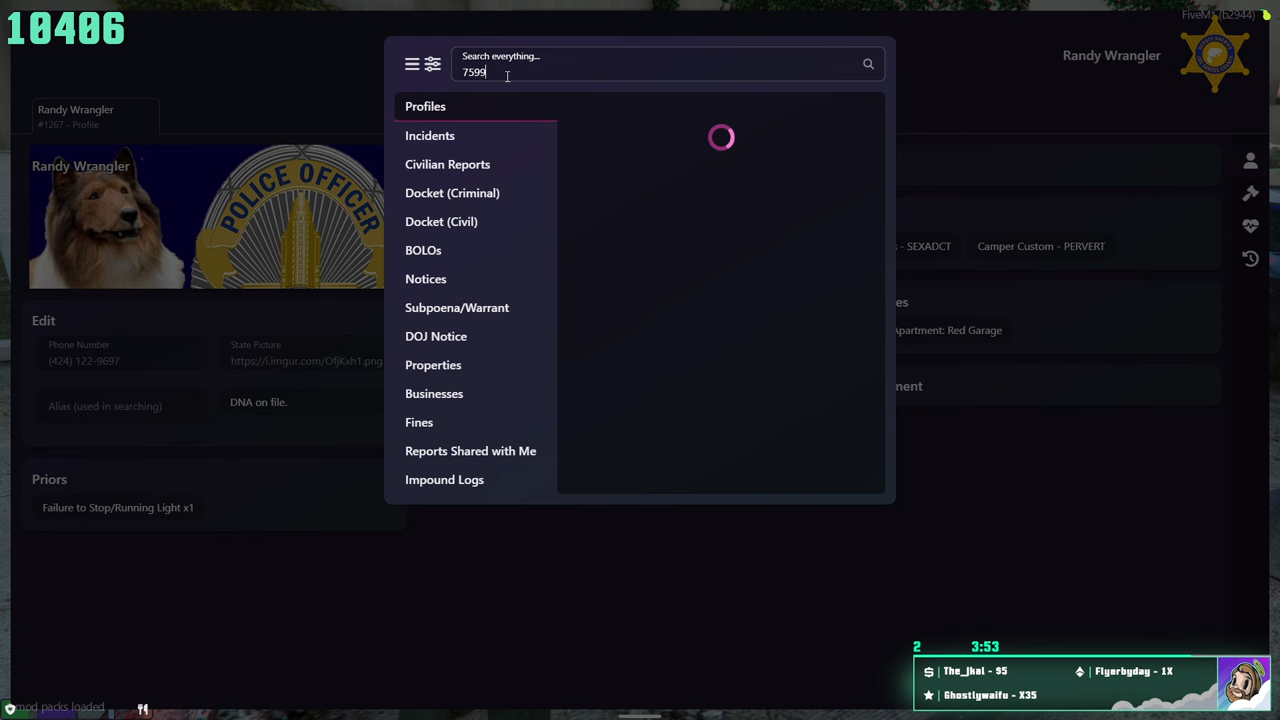 10406
FiveM® (b2944)
Randy Wrangler
Search everything...
7599
Randy Wrangler
#1267 - Profile
Randy Wrangler
POLICE OFFICER
Profiles
Incidents
Civilian Reports
Docket (Criminal)
Docket (Civil)
BOLOs
Notices
Subpoena/Warrant
DOJ Notice
Properties
Businesses
Fines
Reports Shared with Me
Impound Logs
- SEXADCT
Camper Custom - PERVERT
Apartment: Red Garage
Edit
Phone Number
(424) 122-9697
State Picture
https://i.imgur.com/OfjKxh1.png
Alias (used in searching)
DNA on file.
Priors
Failure to Stop/Running Light x1
2 3:53
The_jkal - 95
Flyerbyday - 1X
Ghostlywaifu - X35
mod packs loaded